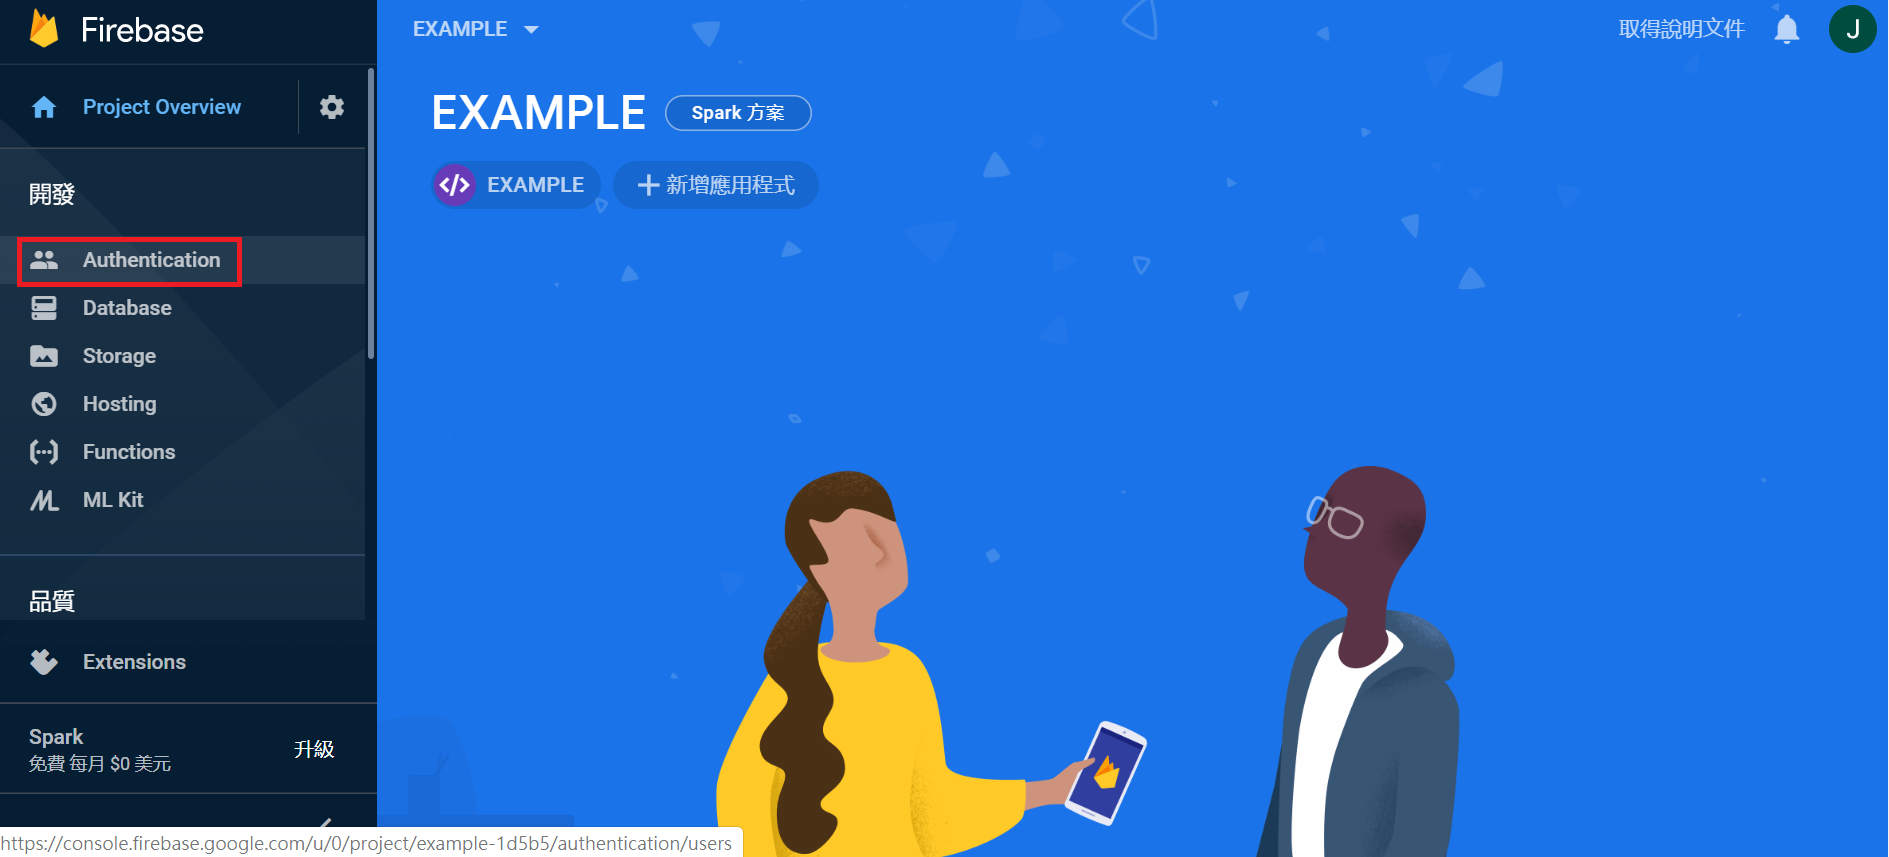 Firebase
Project Overview
開發
Authentication
Database
Storage
Hosting
Functions
ML Kit
品質
Extensions
Spark
免費 每月 $0 美元
升級
https://console.firebase.google.com/u/0/project/example-1d5b5/authentication/users
EXAMPLE
取得說明文件
J
EXAMPLE
Spark 方案
</> EXAMPLE
+ 新增應用程式